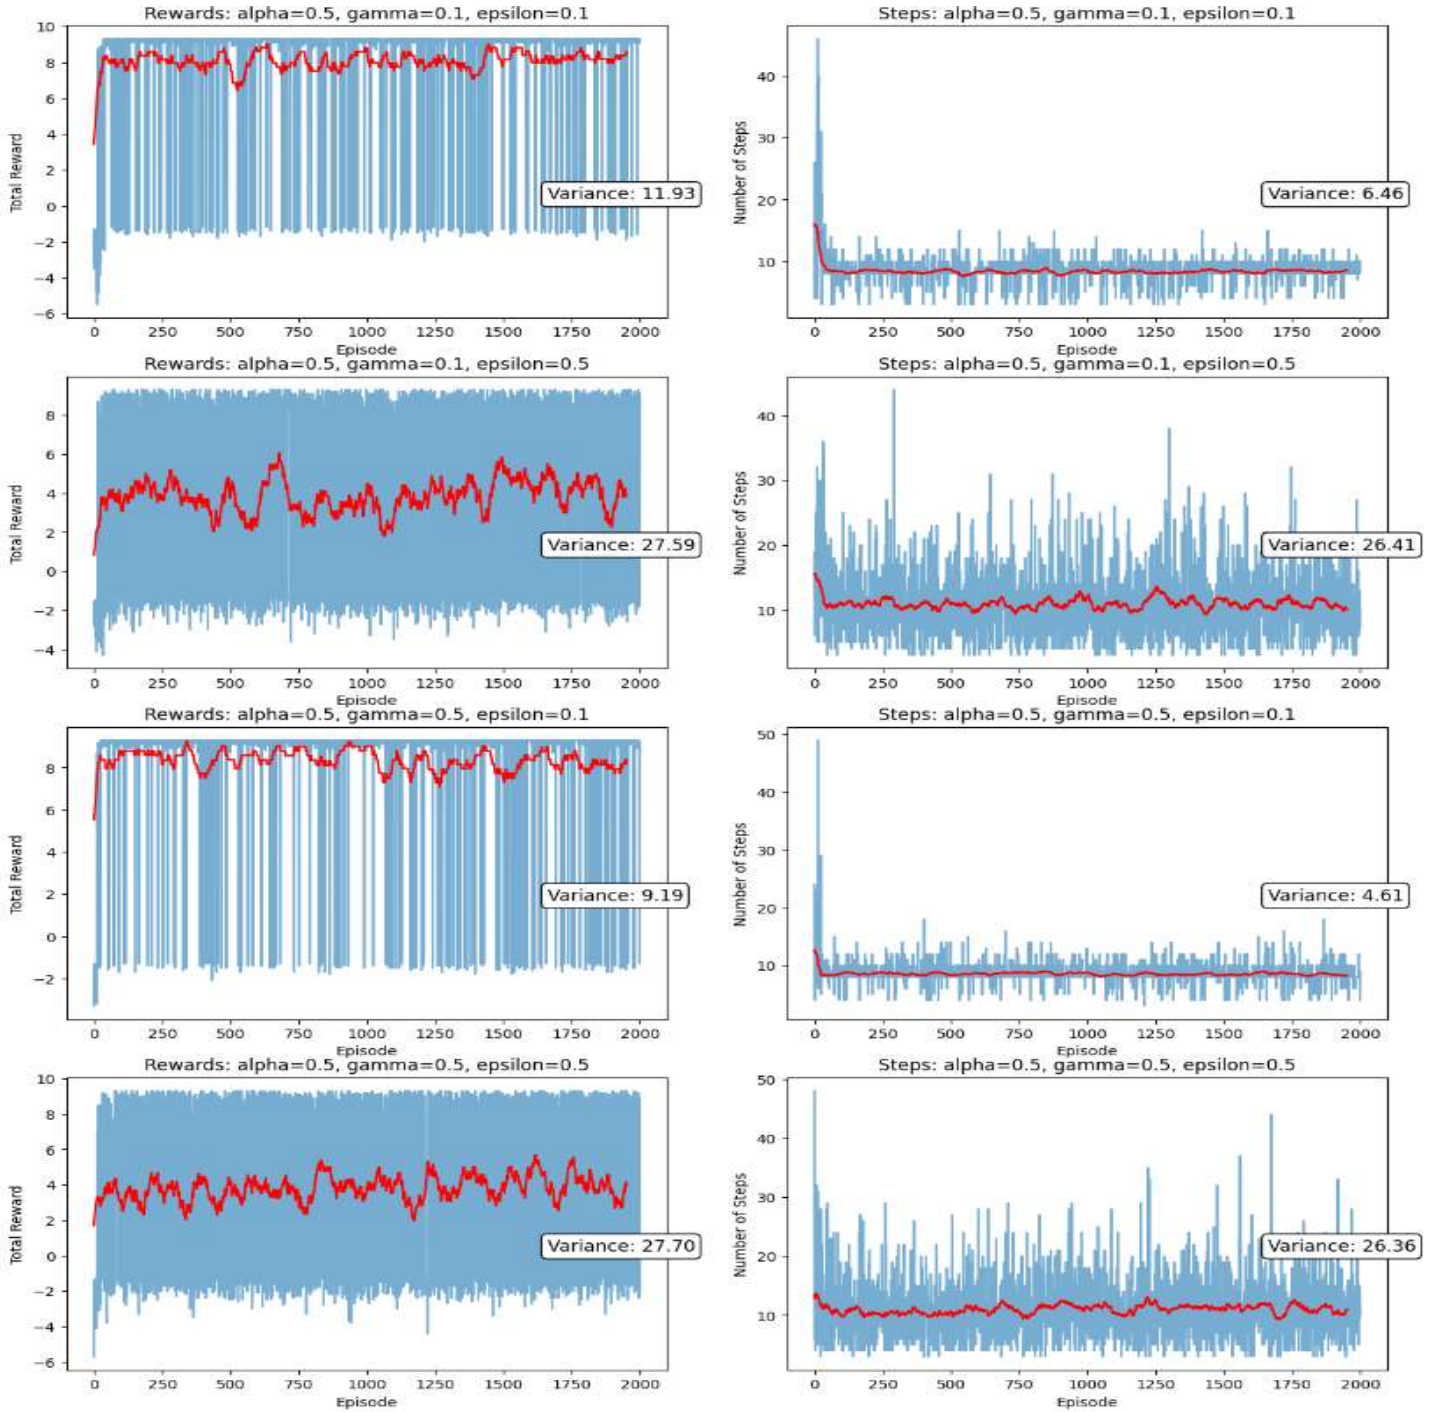 Rewards: alpha=0.5, gamma=0.1, epsilon=0.1
10
8
6
4
2
0
−2
−4
−6
Total Reward
Variance: 11.93
0 250 500 750 1000 1250 1500 1750 2000
Episode
Steps: alpha=0.5, gamma=0.1, epsilon=0.1
40
30
20
10
Number of Steps
Variance: 6.46
0 250 500 750 1000 1250 1500 1750 2000
Episode
Rewards: alpha=0.5, gamma=0.1, epsilon=0.5
8
6
4
2
0
−2
−4
Total Reward
Variance: 27.59
0 250 500 750 1000 1250 1500 1750 2000
Episode
Steps: alpha=0.5, gamma=0.1, epsilon=0.5
40
30
20
10
Number of Steps
Variance: 26.41
0 250 500 750 1000 1250 1500 1750 2000
Episode
Rewards: alpha=0.5, gamma=0.5, epsilon=0.1
8
6
4
2
0
−2
Total Reward
Variance: 9.19
0 250 500 750 1000 1250 1500 1750 2000
Episode
Steps: alpha=0.5, gamma=0.5, epsilon=0.1
50
40
30
20
10
Number of Steps
Variance: 4.61
0 250 500 750 1000 1250 1500 1750 2000
Episode
Rewards: alpha=0.5, gamma=0.5, epsilon=0.5
10
8
6
4
2
0
−2
−4
−6
Total Reward
Variance: 27.70
0 250 500 750 1000 1250 1500 1750 2000
Episode
Steps: alpha=0.5, gamma=0.5, epsilon=0.5
50
40
30
20
10
Number of Steps
Variance: 26.36
0 250 500 750 1000 1250 1500 1750 2000
Episode